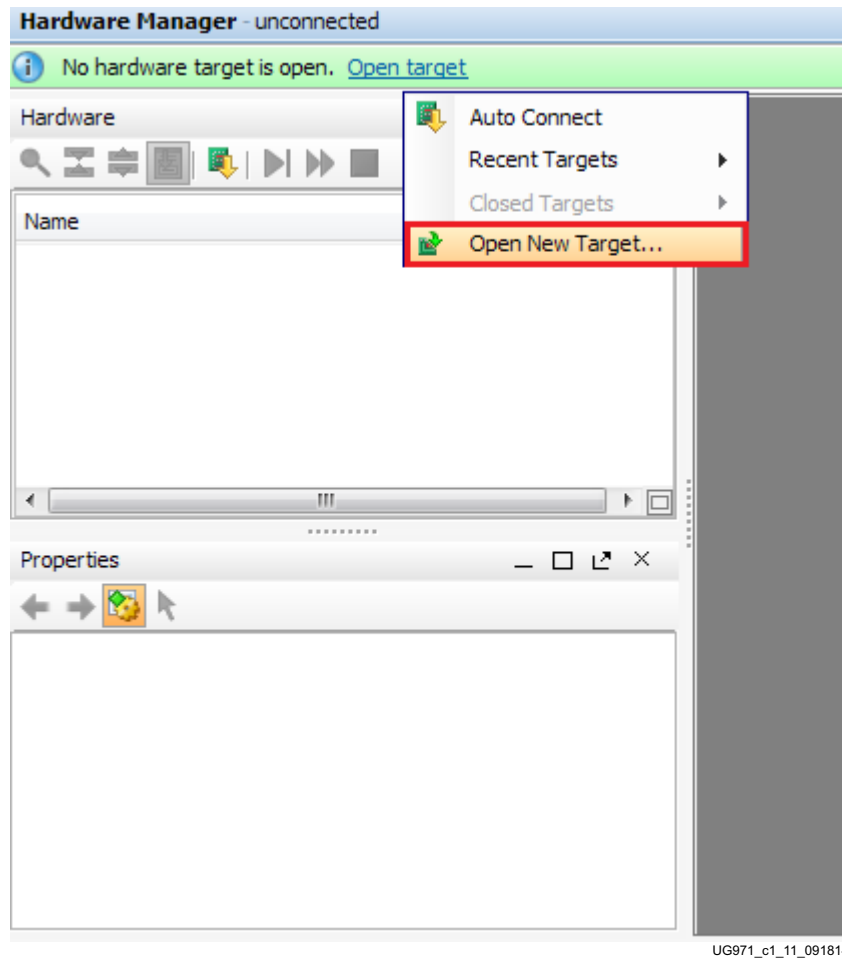 Hardware Manager - unconnected
No hardware target is open. Open target
Hardware
Auto Connect
Recent Targets
Closed Targets
Name
Open New Target...
Properties
UG971_c1_11_09181